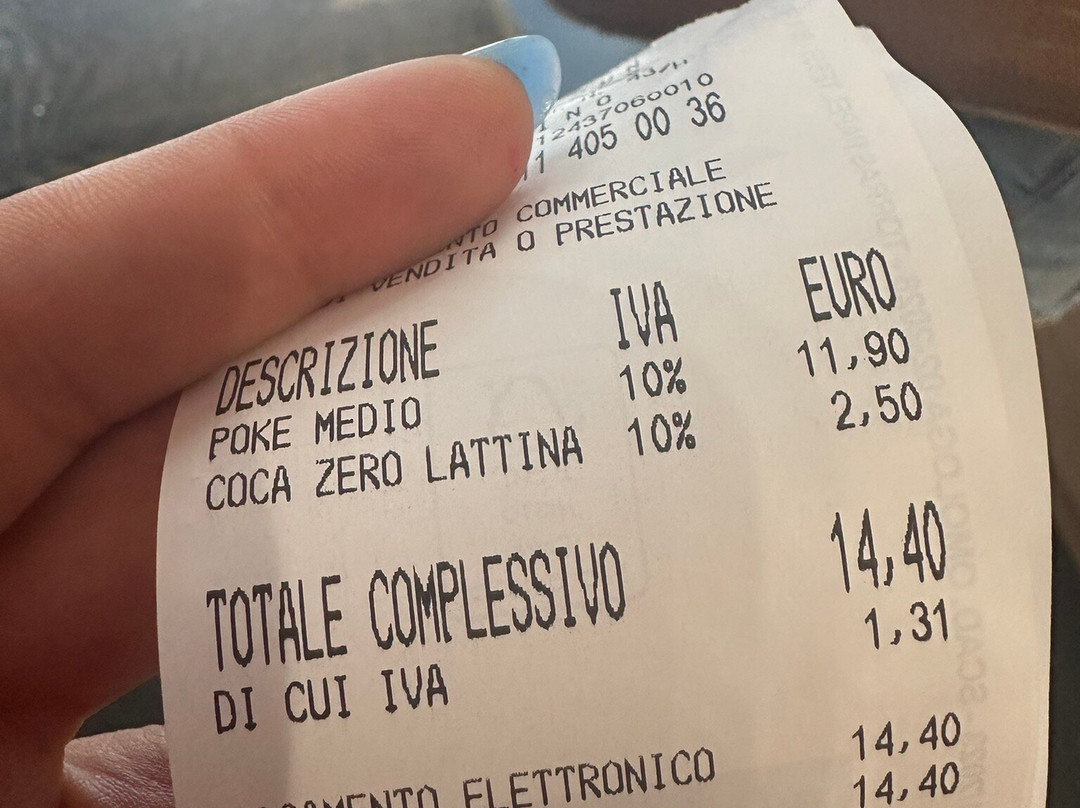 12437060010
11 405 00 36
COMMERCIALE
VENDITA O PRESTAZIONE
DESCRIZIONE IVA EURO
POKE MEDIO 10% 11,90
COCA ZERO LATTINA 10% 2,50
TOTALE COMPLESSIVO 14,40
DI CUI IVA 1,31
ELETTRONICO 14,40
14,40